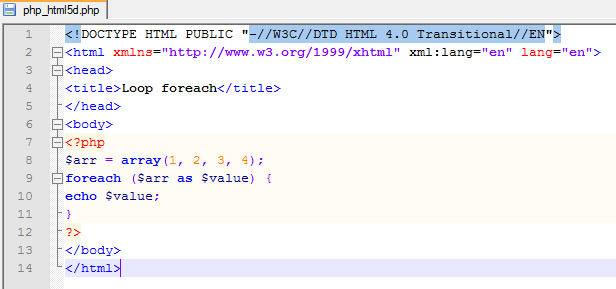 php_html5d.php
1 <!DOCTYPE HTML PUBLIC "-//W3C//DTD HTML 4.0 Transitional//EN">
2 <html xmlns="http://www.w3.org/1999/xhtml" xml:lang="en" lang="en">
3 <head>
4 <title>Loop foreach</title>
5 </head>
6 <body>
7 <?php
8 $arr = array(1, 2, 3, 4);
9 foreach ($arr as $value) {
10 echo $value;
11 }
12 ?>
13 </body>
14 </html>